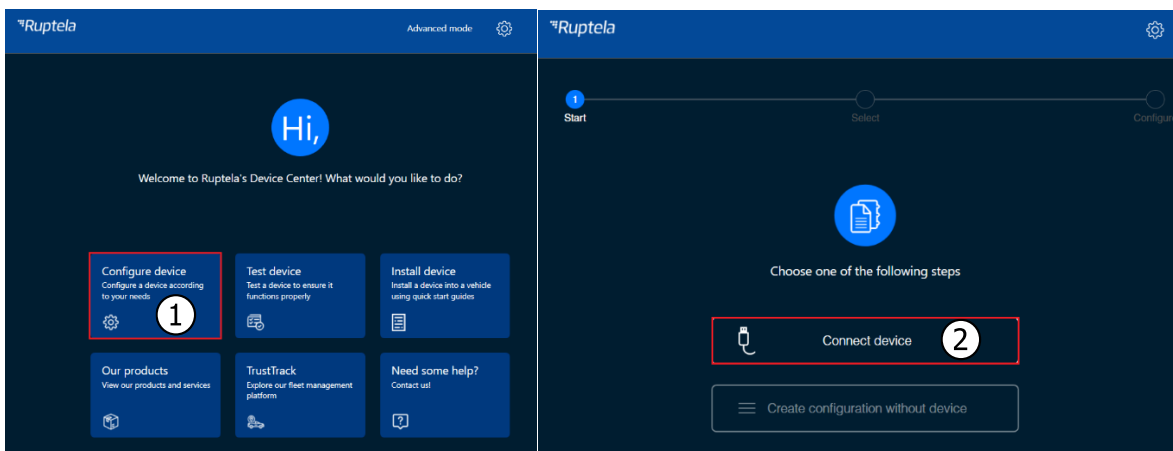 Ruptela
Advanced mode
Hi,
Welcome to Ruptela's Device Center! What would you like to do?
Configure device
Configure a device according
to your needs
1
Test device
Test a device to ensure it
functions properly
Install device
Install a device into a vehicle
using quick start guides
Our products
View our products and services
TrustTrack
Explore our fleet management
platform
Need some help?
Contact us!
Ruptela
1
Start
Select
Configur
Choose one of the following steps
Connect device
2
Create configuration without device